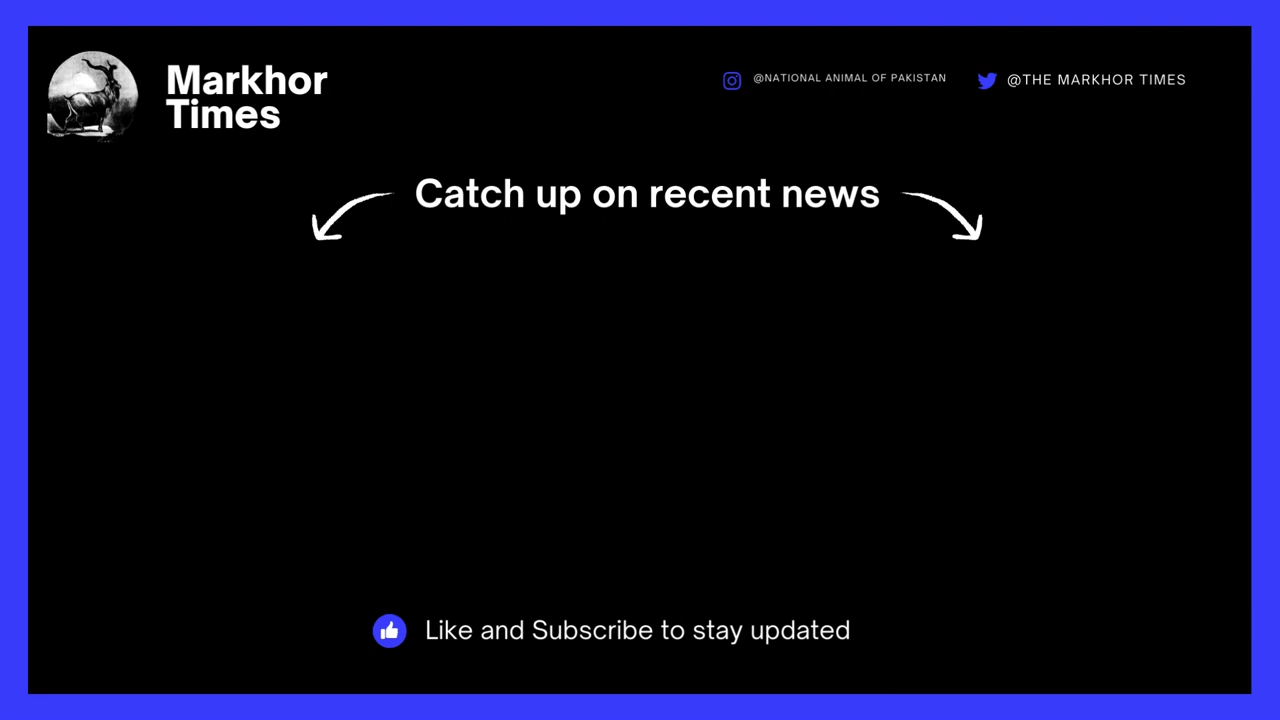 Markhor
Times
@NATIONAL ANIMAL OF PAKISTAN
@THE MARKHOR TIMES
Catch up on recent news
Like and Subscribe to stay updated